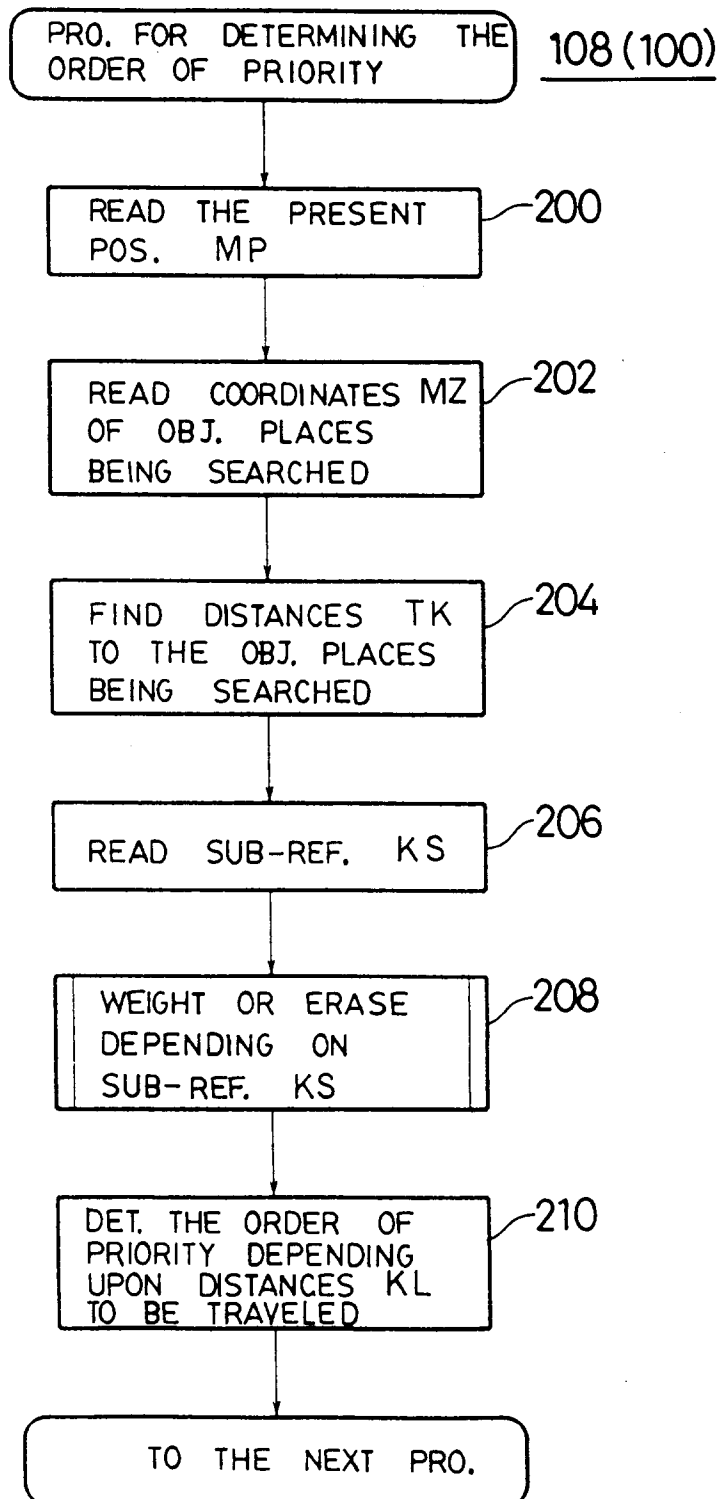 PRO. FOR DETERMINING THE
ORDER OF PRIORITY
108 (100)
READ THE PRESENT
POS. MP
200
READ COORDINATES MZ
OF OBJ. PLACES
BEING SEARCHED
202
FIND DISTANCES TK
TO THE OBJ. PLACES
BEING SEARCHED
204
READ SUB-REF. KS
206
WEIGHT OR ERASE
DEPENDING ON
SUB-REF. KS
208
DET. THE ORDER OF
PRIORITY DEPENDING
UPON DISTANCES KL
TO BE TRAVELED
210
TO THE NEXT PRO.